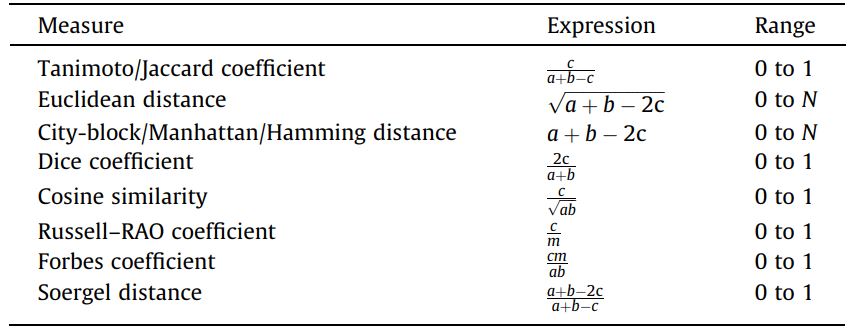 Measure Expression Range
Tanimoto/Jaccard coefficient \frac{c}{a+b-c} 0 to 1
Euclidean distance \sqrt{a+b-2c} 0 to N
City-block/Manhattan/Hamming distance a + b − 2c 0 to N
Dice coefficient \frac{2c}{a+b} 0 to 1
Cosine similarity \frac{c}{\sqrt{ab}} 0 to 1
Russell–RAO coefficient \frac{c}{m} 0 to 1
Forbes coefficient \frac{cm}{ab} 0 to 1
Soergel distance \frac{a+b-2c}{a+b-c} 0 to 1